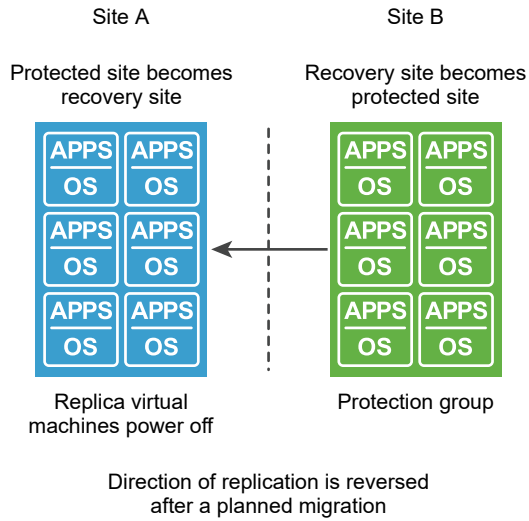 Site A
Site B
Protected site becomes
recovery site
Recovery site becomes
protected site
APPS APPS
OS OS
APPS APPS
OS OS
APPS APPS
OS OS
APPS APPS
OS OS
APPS APPS
OS OS
APPS APPS
OS OS
Replica virtual
machines power off
Protection group
Direction of replication is reversed
after a planned migration